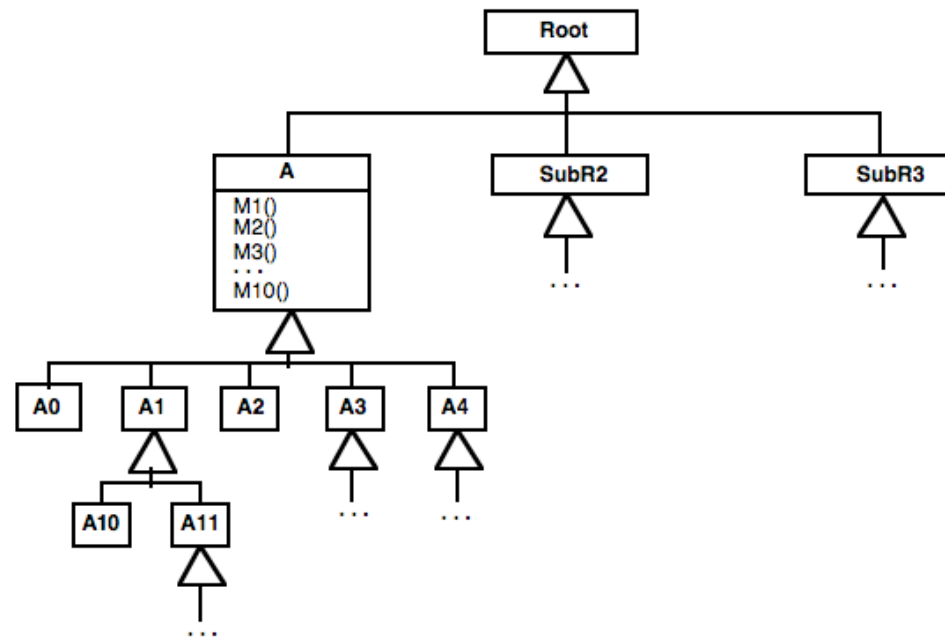 Root
A
SubR2
SubR3
M1()
M2()
M3()
. . .
M10()
. . .
. . .
A0
A1
A2
A3
A4
A10
A11
. . .
. . .
. . .